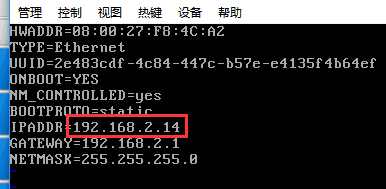 管理 控制 视图 热键 设备 帮助
HWADDR=08:00:27:F8:4C:A2
TYPE=Ethernet
UUID=2e483cdf-4c84-447c-b57e-e4135f4b64ef
ONBOOT=YES
NM_CONTROLLED=yes
BOOTPROTO=static
IPADDR=192.168.2.14
GATEWAY=192.168.2.1
NETMASK=255.255.255.0